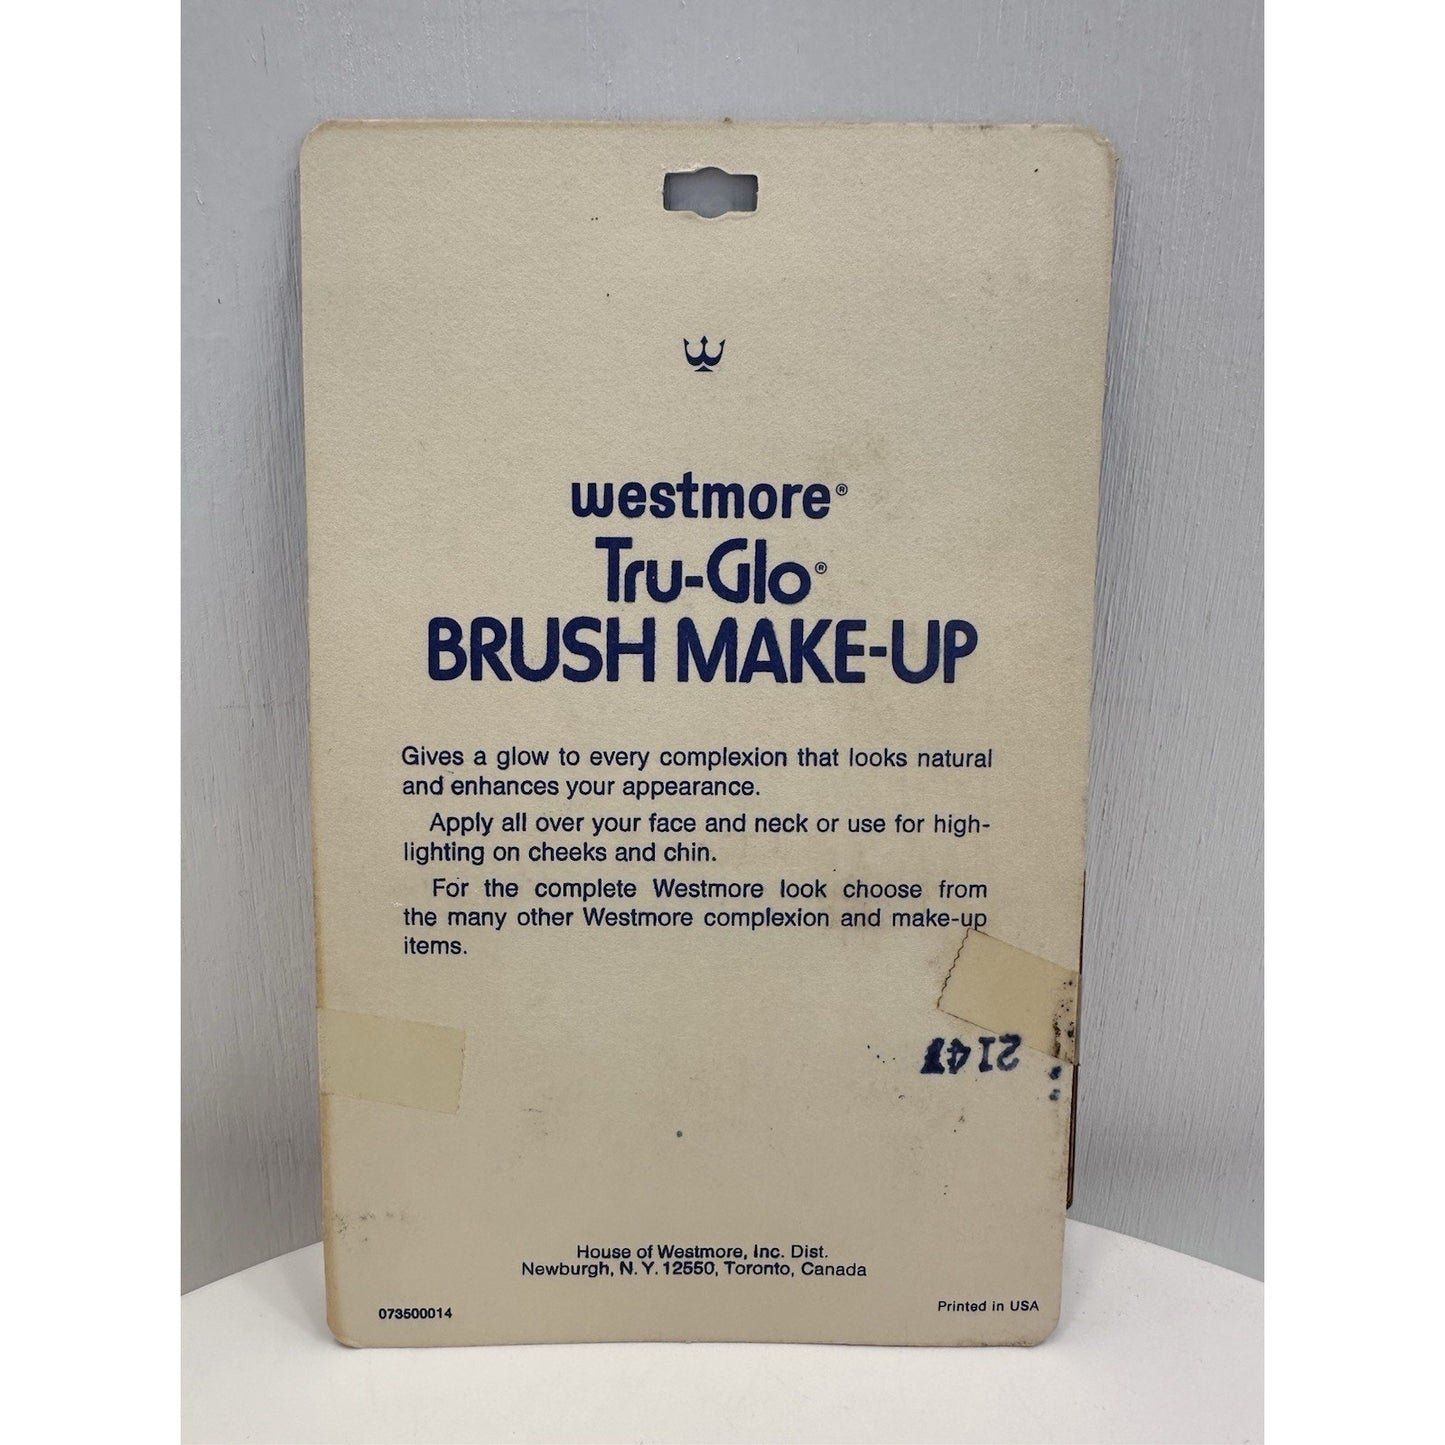 westmore®
Tru-Glo®
BRUSH MAKE-UP
Gives a glow to every complexion that looks natural
and enhances your appearance.
Apply all over your face and neck or use for high-
lighting on cheeks and chin.
For the complete Westmore look choose from
the many other Westmore complexion and make-up
items.
214
House of Westmore, Inc. Dist.
Newburgh, N.Y. 12550, Toronto, Canada
073500014
Printed in USA